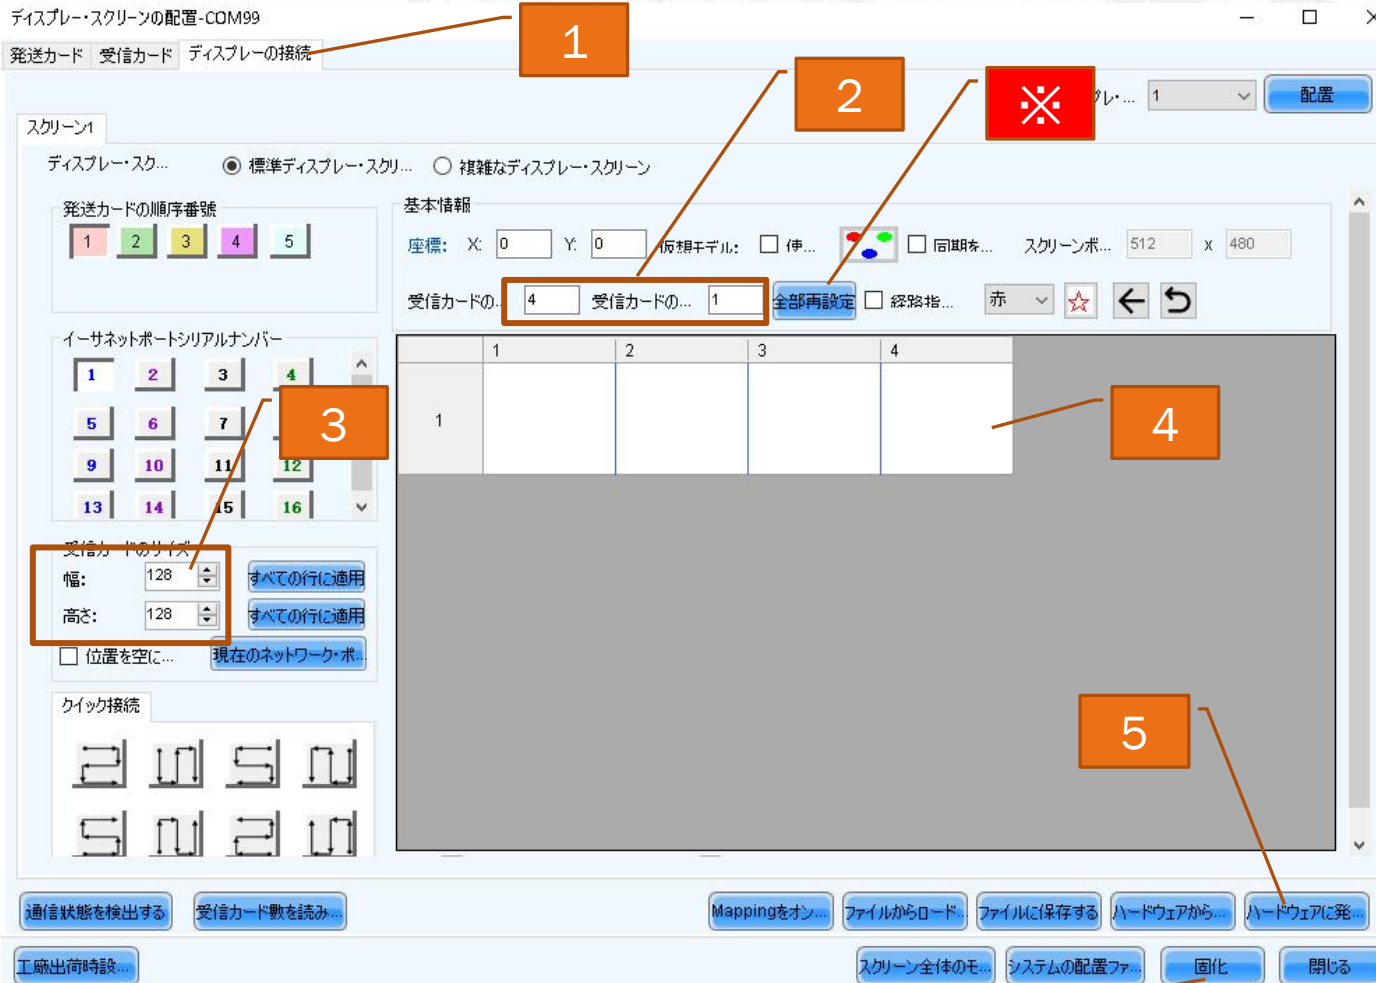 ディスプレー・スクリーンの配置-COM99
発送カード 受信カード ディスプレーの接続
1
2
※
プレ・... 1 配置
スクリーン1
ディスプレー・スク... 標準ディスプレー・スクリ... 複雑なディスプレー・スクリーン
発送カードの順序番號
1 2 3 4 5
基本情報
座標: X: 0 Y: 0 仮想モデル: 使... 同期を... スクリーンボ... 512 x 480
受信カードの... 4 受信カードの... 1 全部再設定 経路指... 赤
イーサネットポートシリアルナンバー
1 2 3 4
5 6 7
9 10 11 12
13 14 15 16
3
1 2 3 4
1
4
受信カードのサイズ
幅: 128 すべての行に適用
高さ: 128 すべての行に適用
位置を空に... 現在のネットワーク・ポ...
クイック接続
5
通信状態を検出する 受信カード數を読み... Mappingをオン... ファイルからロード... ファイルに保存する ハードウェアから... ハードウェアに発...
工廠出荷時設... スクリーン全体のモ... システムの配置ファ... 固化 閉じる